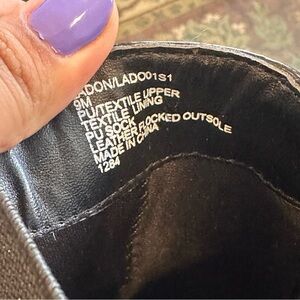 ADON/LADO01S1
9M
PU/TEXTILE UPPER
TEXTILE LINING
PU SOCK
LEATHER FLOCKED OUTSOLE
MADE IN CHINA
1284